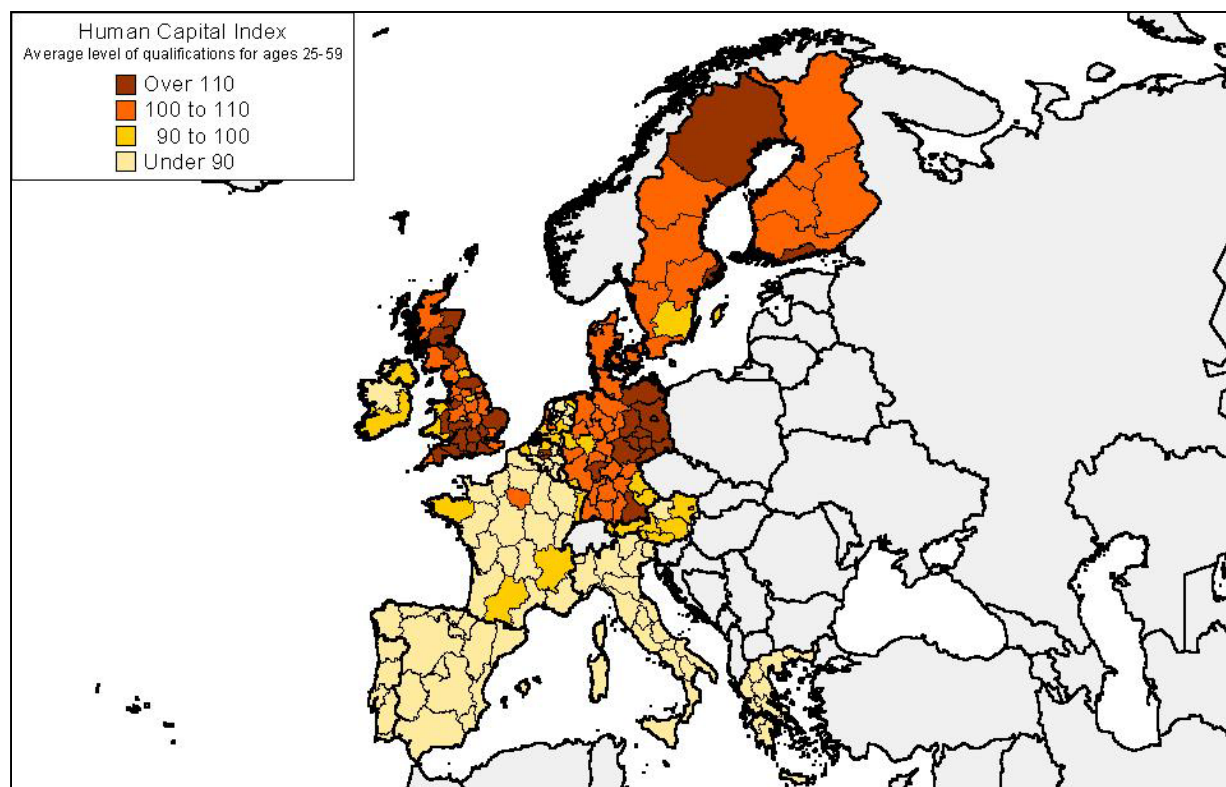 Human Capital Index
Average level of qualifications for ages 25-59
Over 110
100 to 110
90 to 100
Under 90